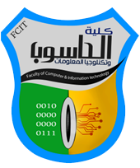 FCIT
كلية
الحاسوب
وتكنولوجيا المعلومات
Faculty of Computer & Information Technology
0010
0000
0000
0111